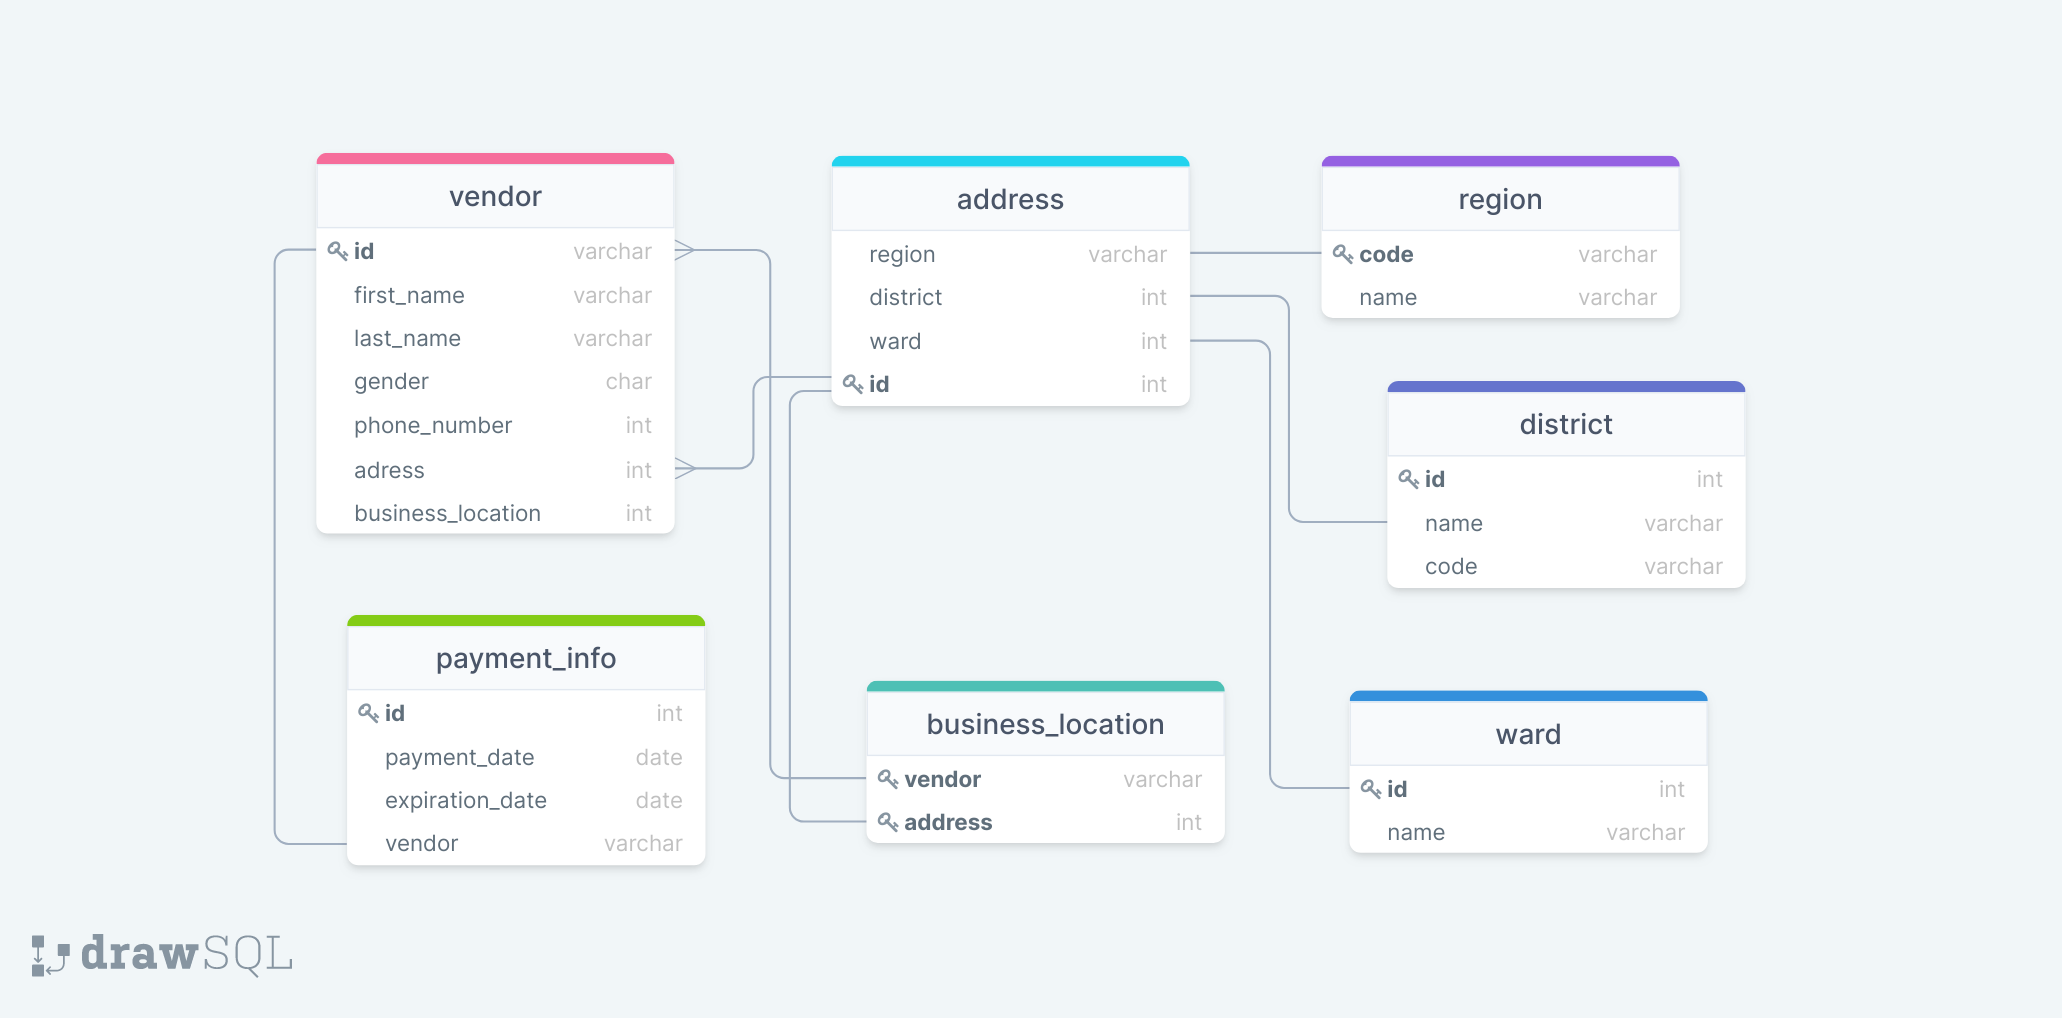 vendor
id varchar
first_name varchar
last_name varchar
gender char
phone_number int
adress int
business_location int
address
region varchar
district int
ward int
id int
region
code varchar
name varchar
district
id int
name varchar
code varchar
payment_info
id int
payment_date date
expiration_date date
vendor varchar
business_location
vendor varchar
address int
ward
id int
name varchar
drawSQL